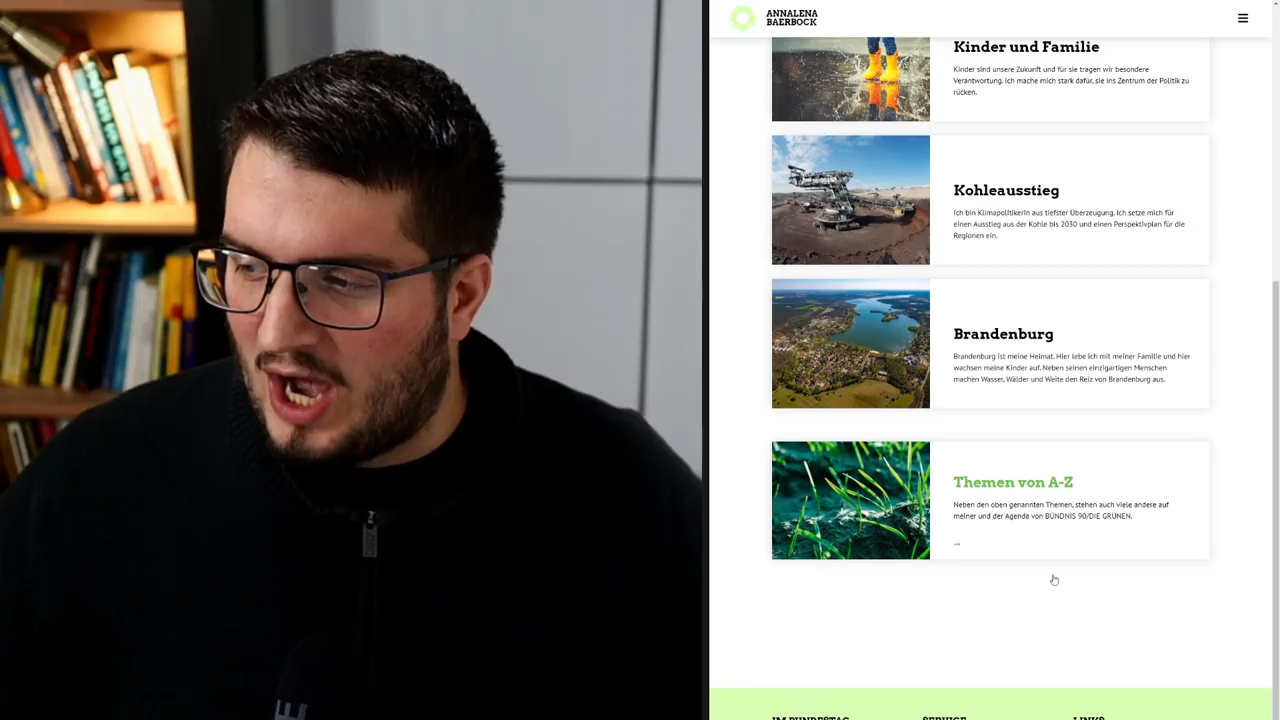 ANNALENA
BAERBOCK
Kinder und Familie
Kinder sind unsere Zukunft und für sie tragen wir besondere
Verantwortung. Ich mache mich stark dafür, sie ins Zentrum der Politik zu
rücken.
Kohleausstieg
Ich bin Klimapolitikerin aus tiefster Überzeugung. Ich setze mich für
einen Ausstieg aus der Kohle bis 2030 und einen Perspektivplan für die
Regionen ein.
Brandenburg
Brandenburg ist meine Heimat. Hier lebe ich mit meiner Familie und hier
wachsen meine Kinder auf. Neben seinen einzigartigen Menschen
machen Wasser, Wälder und Weite den Reiz von Brandenburg aus.
Themen von A-Z
Neben den oben genannten Themen, stehen auch viele andere auf
meiner und der Agenda von BÜNDNIS 90/DIE GRÜNEN.
→
IM BUNDESTAG
SERVICE
LINKS